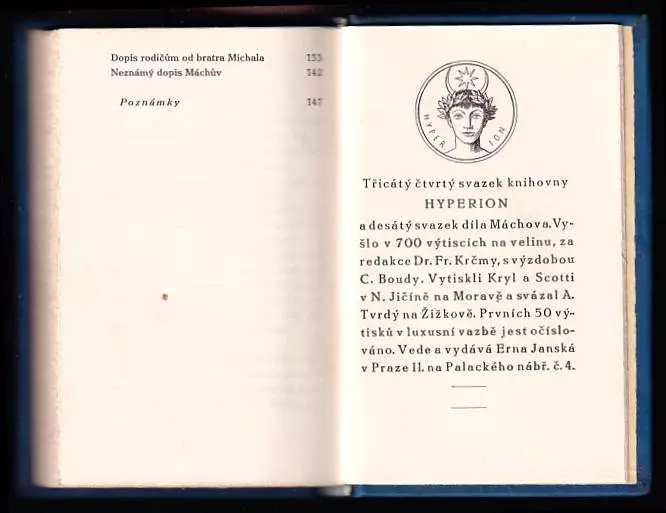 Dopis rodičům od bratra Michala 133
Neznámý dopis Máchův 142
Poznámky 147
HYPERION
Třicátý čtvrtý svazek knihovny
HYPERION
a desátý svazek díla Máchova. Vy-
šlo v 700 výtiscích na velinu, za
redakce Dr. Fr. Krčmy, s výzdobou
C. Boudy. Vytiskli Kryl a Scotti
v N. Jičíně na Moravě a svázal A.
Tvrdý na Žižkově. Prvních 50 vý-
tisků v luxusní vazbě jest očíslo-
váno. Vede a vydává Erna Janská
v Praze II. na Palackého nábř. č. 4.